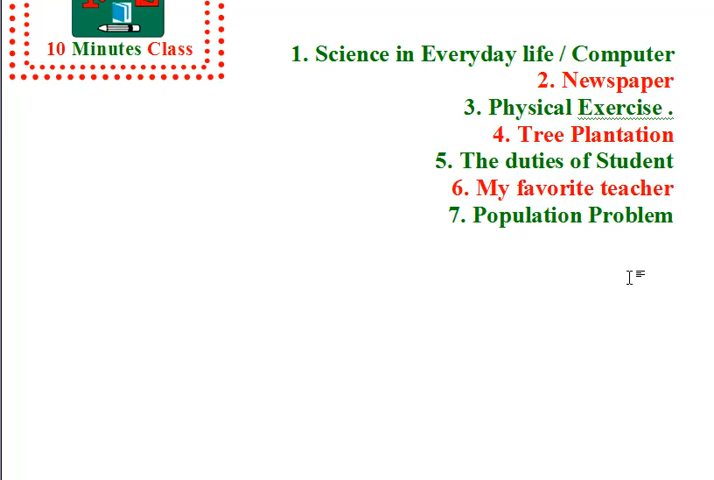 10 Minutes Class
1. Science in Everyday life / Computer
2. Newspaper
3. Physical Exercise .
4. Tree Plantation
5. The duties of Student
6. My favorite teacher
7. Population Problem